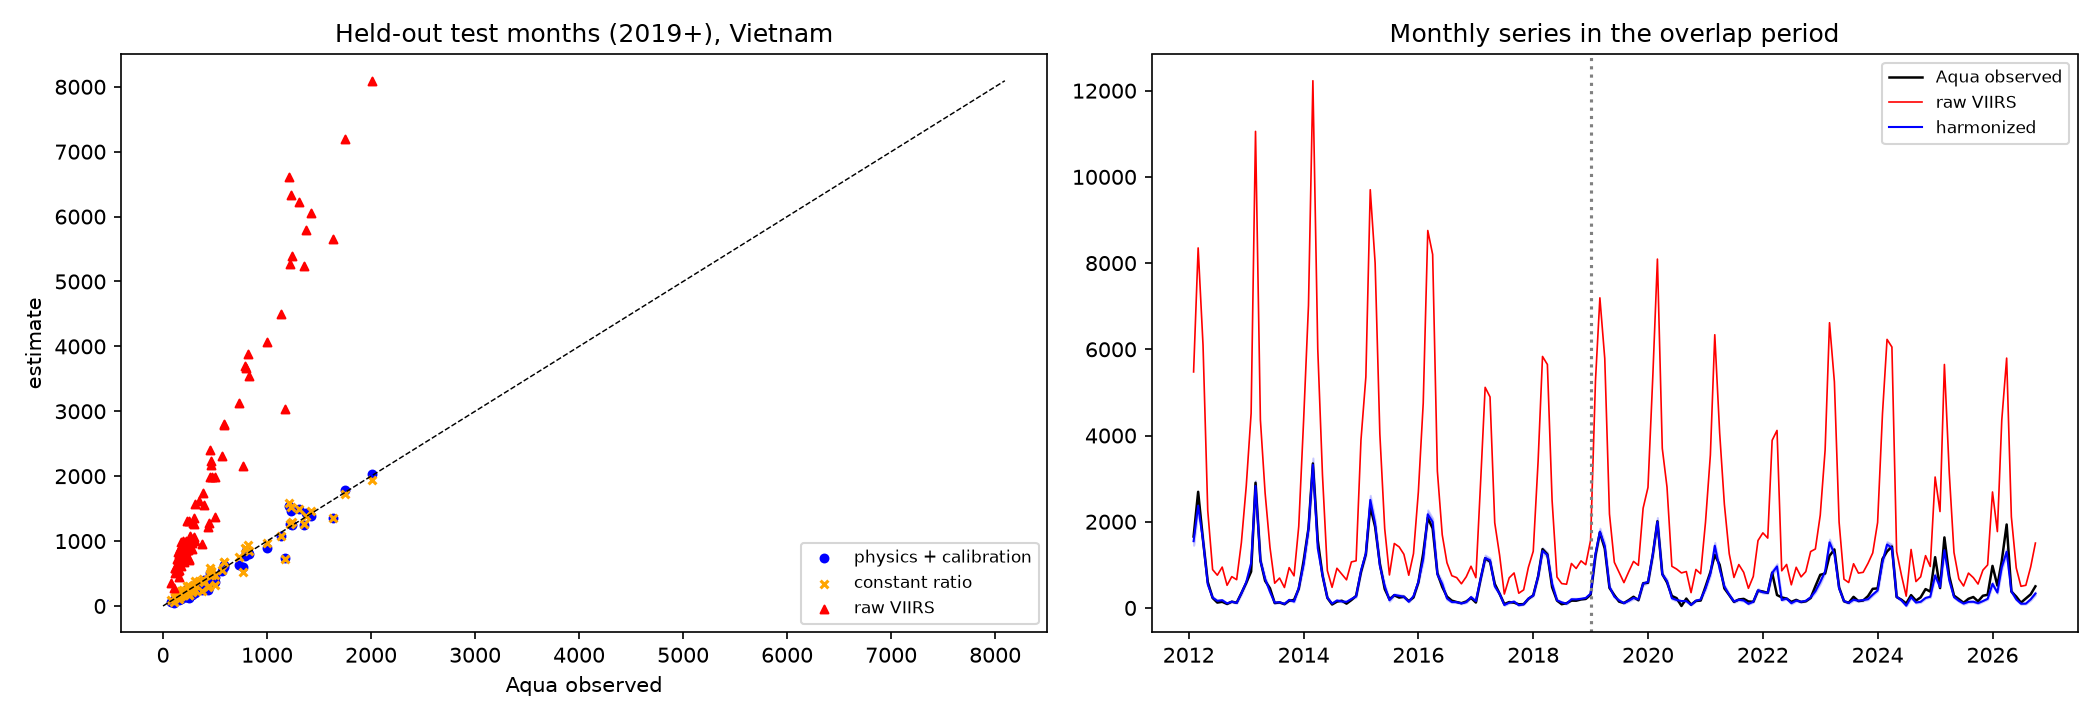 Held-out test months (2019+), Vietnam
8000
7000
6000
5000
4000
3000
2000
1000
0
estimate
physics + calibration
constant ratio
raw VIIRS
0 1000 2000 3000 4000 5000 6000 7000 8000
Aqua observed
Monthly series in the overlap period
12000
10000
8000
6000
4000
2000
0
Aqua observed
raw VIIRS
harmonized
2012 2014 2016 2018 2020 2022 2024 2026